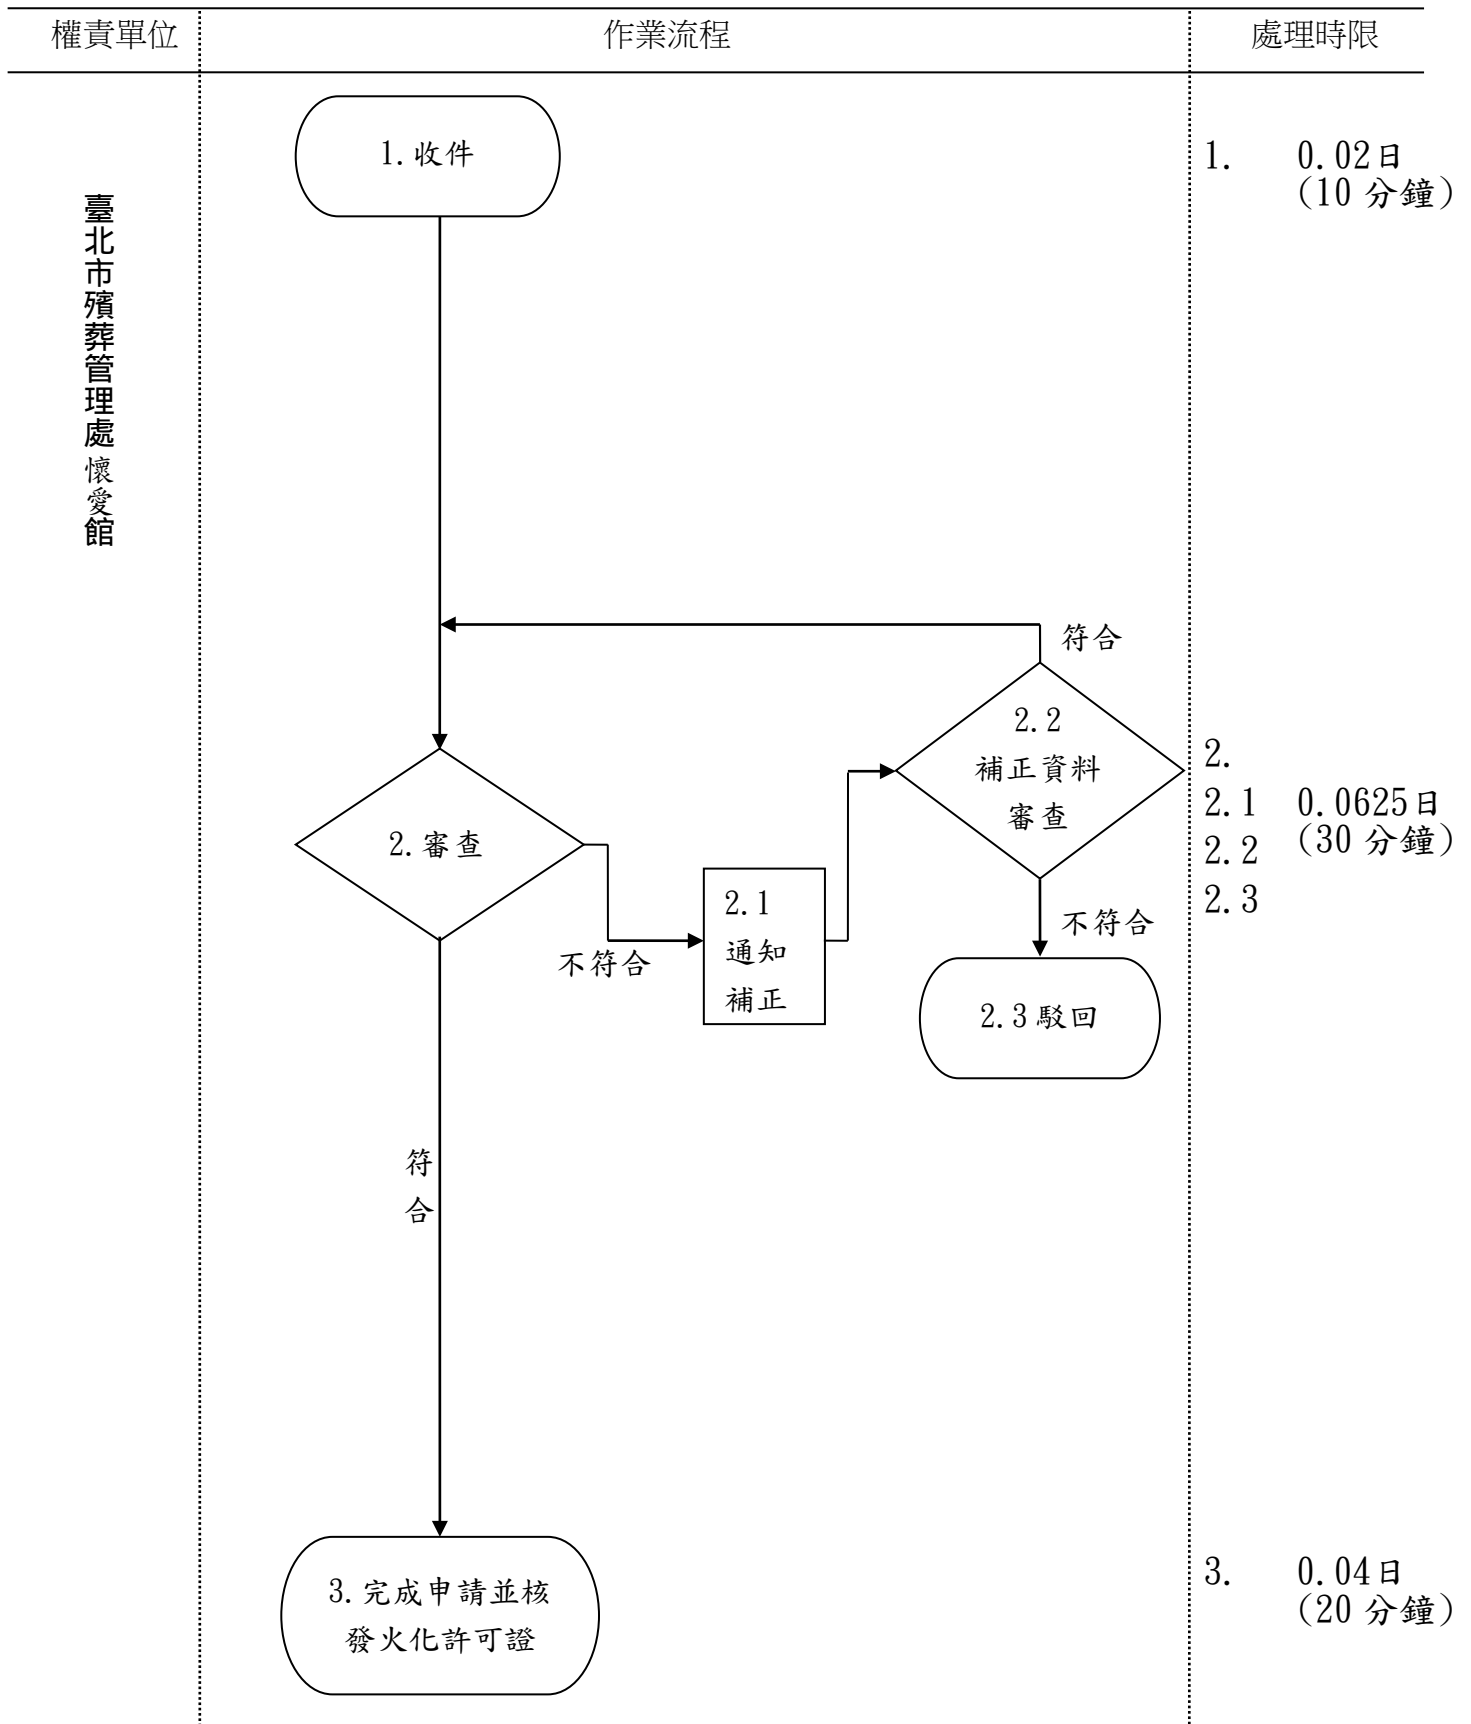 權責單位
作業流程
處理時限
臺北市殯葬管理處懷愛館
1.收件
1. 0.02日
(10 分鐘)
符合
2.2
補正資料
審查
2.審查
2.1
通知
補正
不符合
不符合
2.3 駁回
2.
2.1 0.0625日
(30 分鐘)
2.2
2.3
符
合
3.完成申請並核
發火化許可證
3. 0.04日
(20 分鐘)